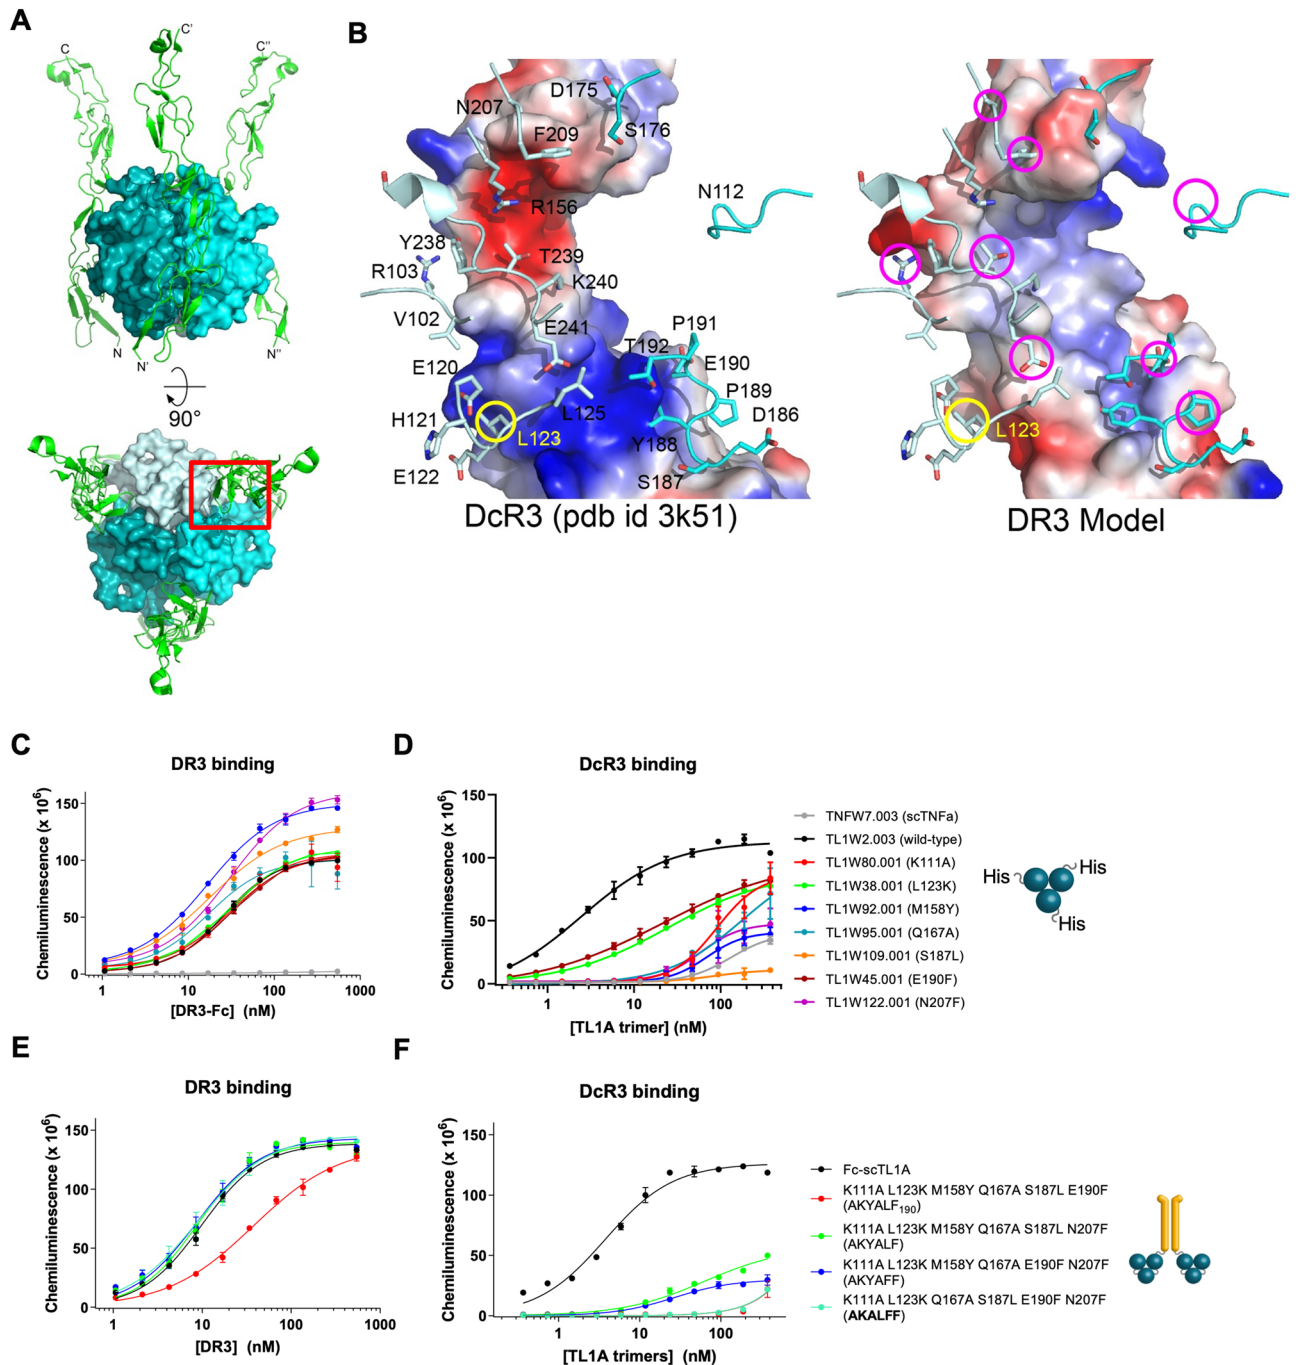 A
C
C'
C"
N
N'
N"
90°
B
D175
N207
S176
F209
R156
N112
Y238
T239
R103
K240
V102
E241
P191
T192
E190
E120
P189
L125
D186
H121
L123
Y188
E122
S187
DcR3 (pdb id 3k51)
L123
DR3 Model
C
DR3 binding
Chemiluminescence (x 10⁶)
150
100
50
0
1
10
100
1000
[DR3-Fc] (nM)
D
DcR3 binding
Chemiluminescence (x 10⁶)
150
100
50
0
1
10
100
[TL1A trimer] (nM)
TNFW7.003 (scTNFa)
TL1W2.003 (wild-type)
TL1W80.001 (K111A)
TL1W38.001 (L123K)
TL1W92.001 (M158Y)
TL1W95.001 (Q167A)
TL1W109.001 (S187L)
TL1W45.001 (E190F)
TL1W122.001 (N207F)
His
His
His
E
DR3 binding
Chemiluminescence (x 10⁶)
150
100
50
0
1
10
100
1000
[DR3] (nM)
F
DcR3 binding
Chemiluminescence (x 10⁶)
150
100
50
0
1
10
100
[TL1A trimers] (nM)
Fc-scTL1A
K111A L123K M158Y Q167A S187L E190F
(AKYALF₁₉₀)
K111A L123K M158Y Q167A S187L N207F
(AKYALF)
K111A L123K M158Y Q167A E190F N207F
(AKYAFF)
K111A L123K Q167A S187L E190F N207F
(AKALFF)